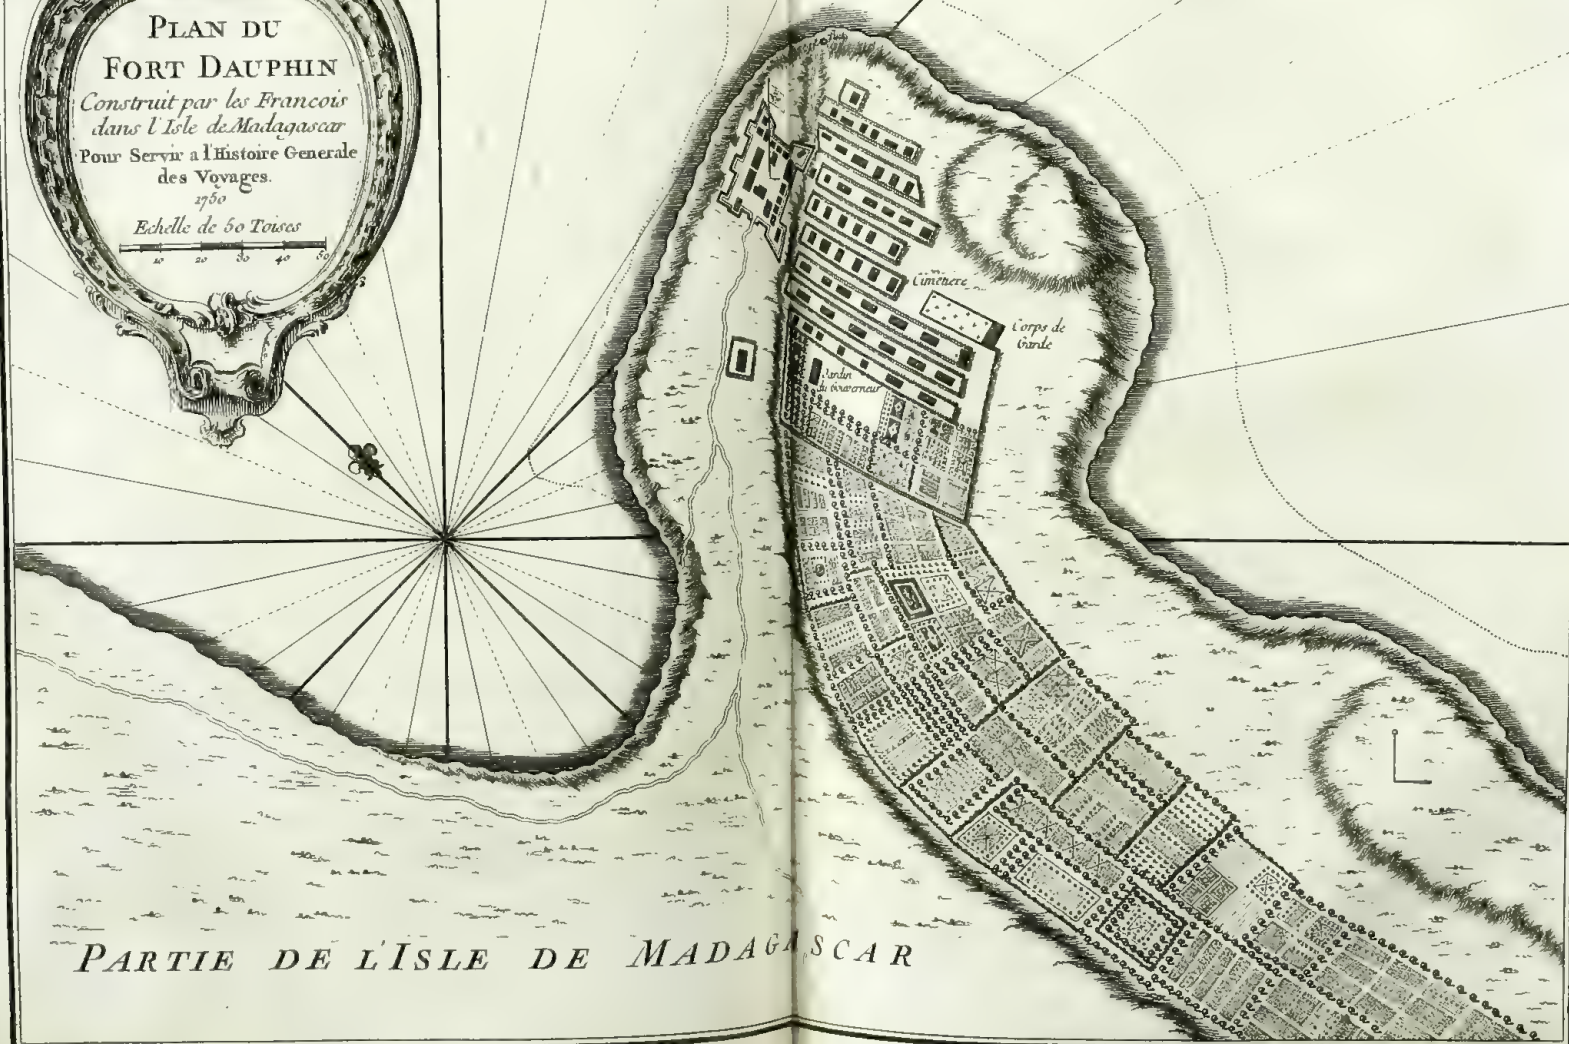 PLAN DU
FORT DAUPHIN
Construit par les Francois
dans l'Isle de Madagascar
Pour Servir a l'Histoire Generale
des Voyages.
1750
Echelle de 50 Toises
10 20 30 40 50
Cimetiere
Corps de
Garde
Jardin
du Gouverneur
PARTIE DE L'ISLE DE MADAGASCAR